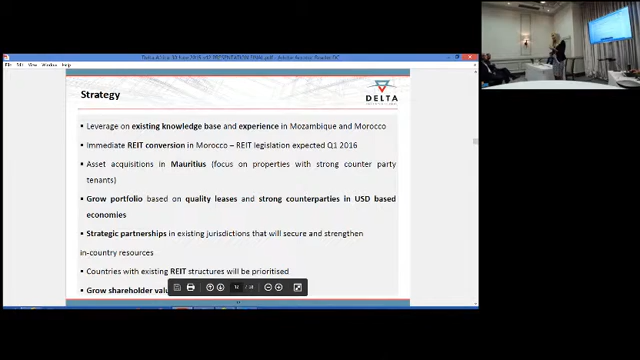 Strategy
DELTA
▪ Leverage on existing knowledge base and experience in Mozambique and Morocco
▪ Immediate REIT conversion in Morocco – REIT legislation expected Q1 2016
▪ Asset acquisitions in Mauritius (focus on properties with strong counter party
tenants)
▪ Grow portfolio based on quality leases and strong counterparties in USD based
economies
▪ Strategic partnerships in existing jurisdictions that will secure and strengthen
in-country resources
▪ Countries with existing REIT structures will be prioritised
▪ Grow shareholder